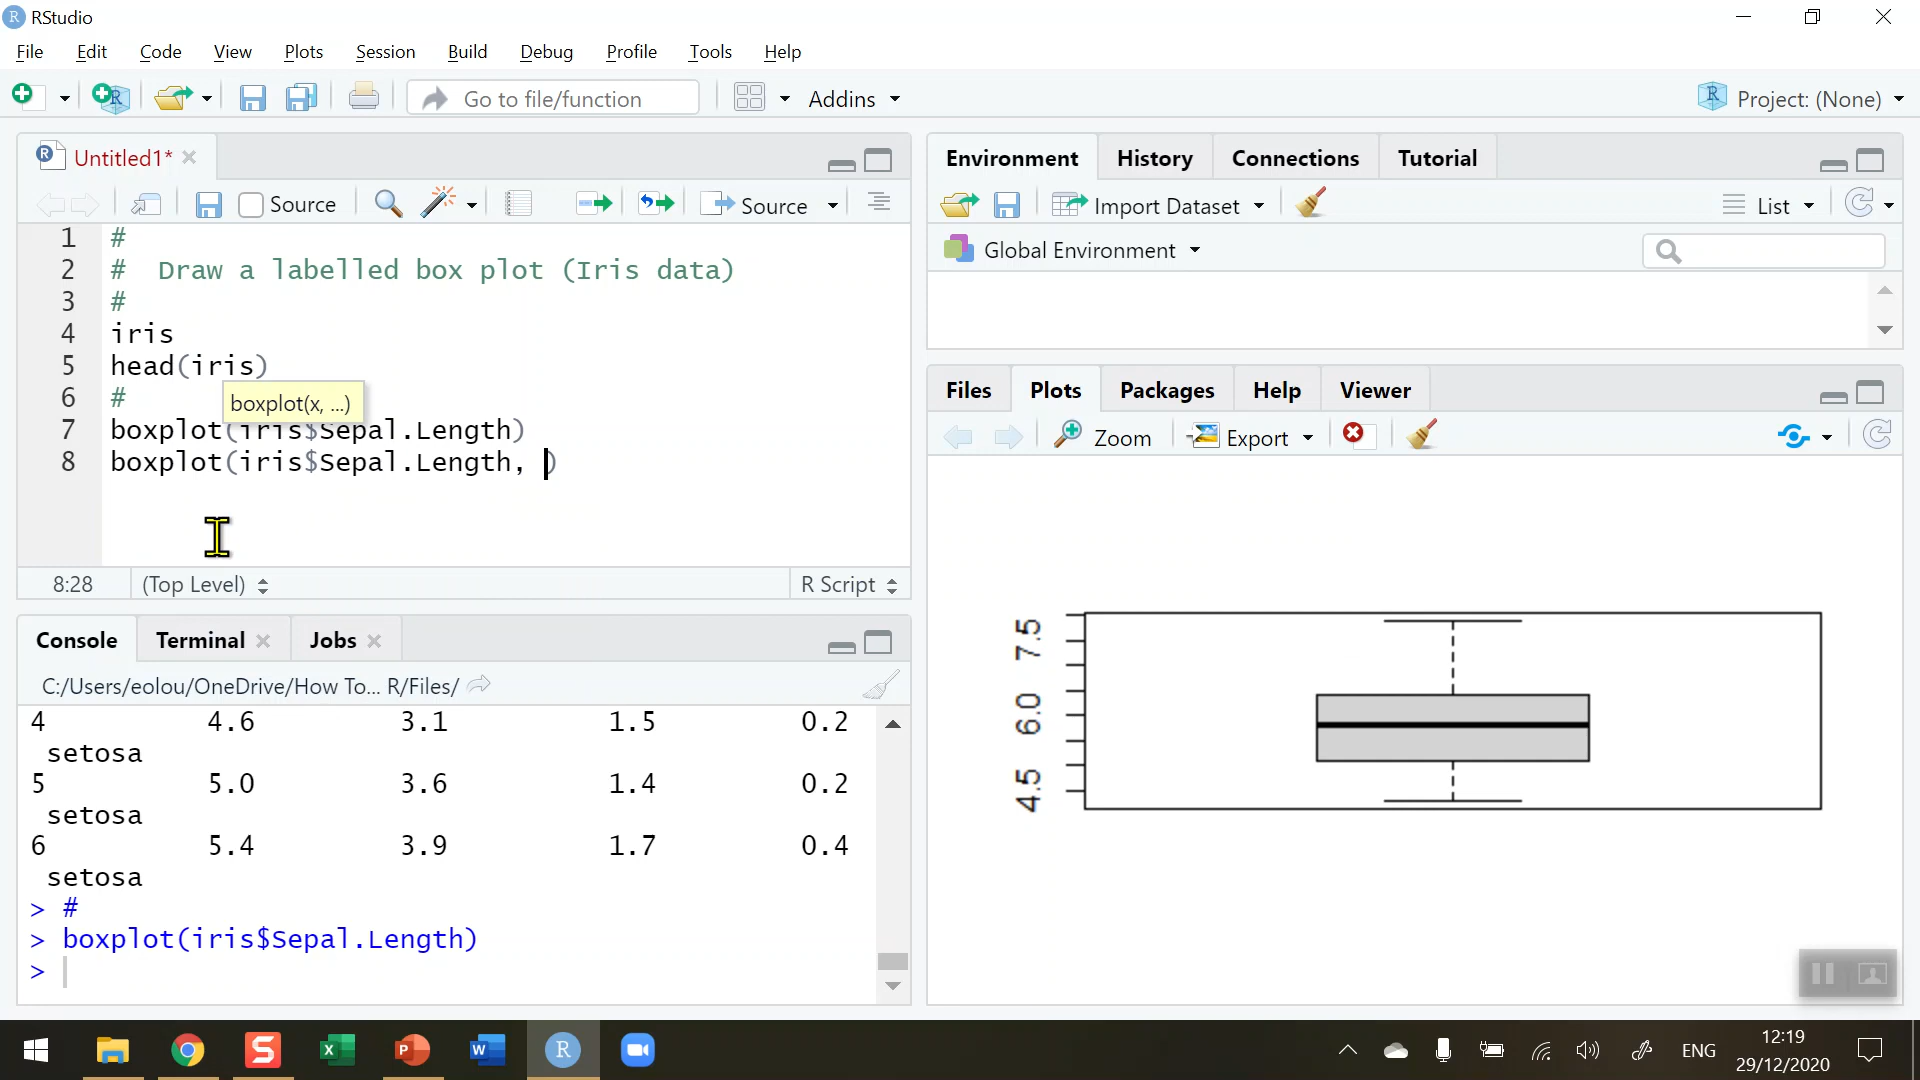 RStudio
File Edit Code View Plots Session Build Debug Profile Tools Help
Go to file/function Addins Project: (None)
Untitled1*
Source Source
1 #
2 # Draw a labelled box plot (Iris data)
3 #
4 iris
5 head(iris)
6 #
boxplot(x, ...)
7 boxplot(iris$Sepal.Length)
8 boxplot(iris$Sepal.Length, )
8:28 (Top Level) R Script
Console Terminal Jobs
C:/Users/eolou/OneDrive/How To... R/Files/
4 4.6 3.1 1.5 0.2
setosa
5 5.0 3.6 1.4 0.2
setosa
6 5.4 3.9 1.7 0.4
setosa
> #
> boxplot(iris$Sepal.Length)
>
Environment History Connections Tutorial
Import Dataset List
Global Environment
Files Plots Packages Help Viewer
Zoom Export
7.5
6.0
4.5
ENG 12:19
29/12/2020